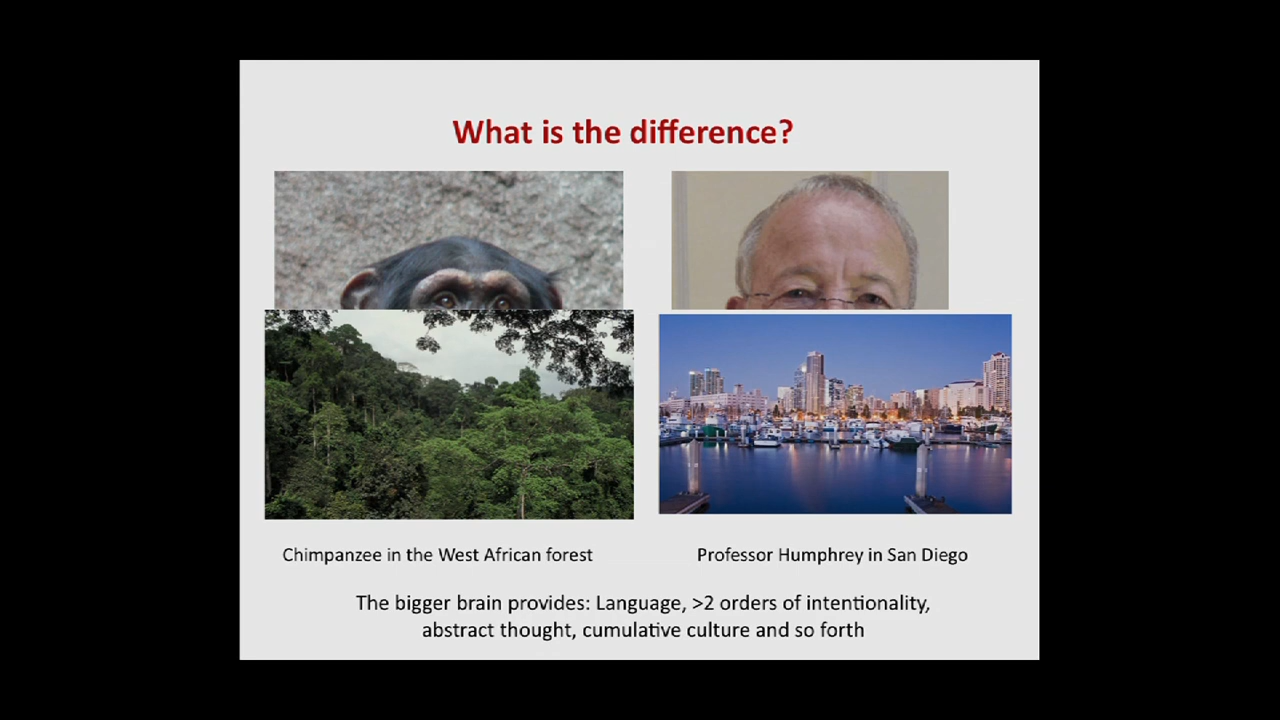 What is the difference?
Chimpanzee in the West African forest
Professor Humphrey in San Diego
The bigger brain provides: Language, >2 orders of intentionality,
abstract thought, cumulative culture and so forth